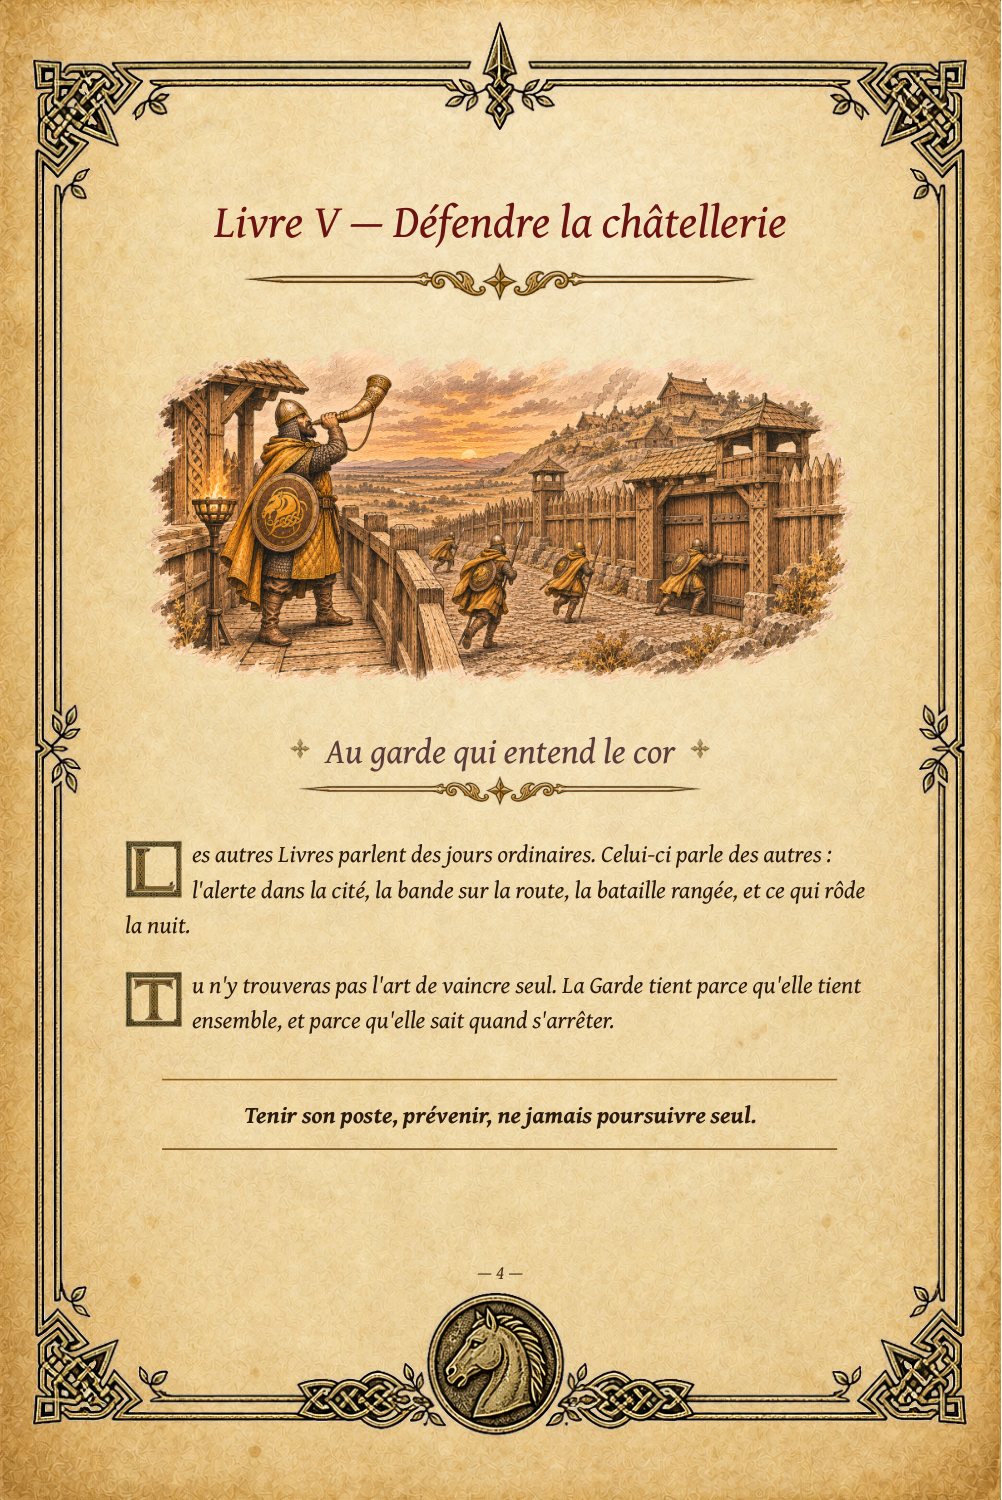 Livre V — Défendre la châtellerie
Au garde qui entend le cor
Les autres Livres parlent des jours ordinaires. Celui-ci parle des autres :
l'alerte dans la cité, la bande sur la route, la bataille rangée, et ce qui rôde
la nuit.
Tu n'y trouveras pas l'art de vaincre seul. La Garde tient parce qu'elle tient
ensemble, et parce qu'elle sait quand s'arrêter.
Tenir son poste, prévenir, ne jamais poursuivre seul.
— 4 —